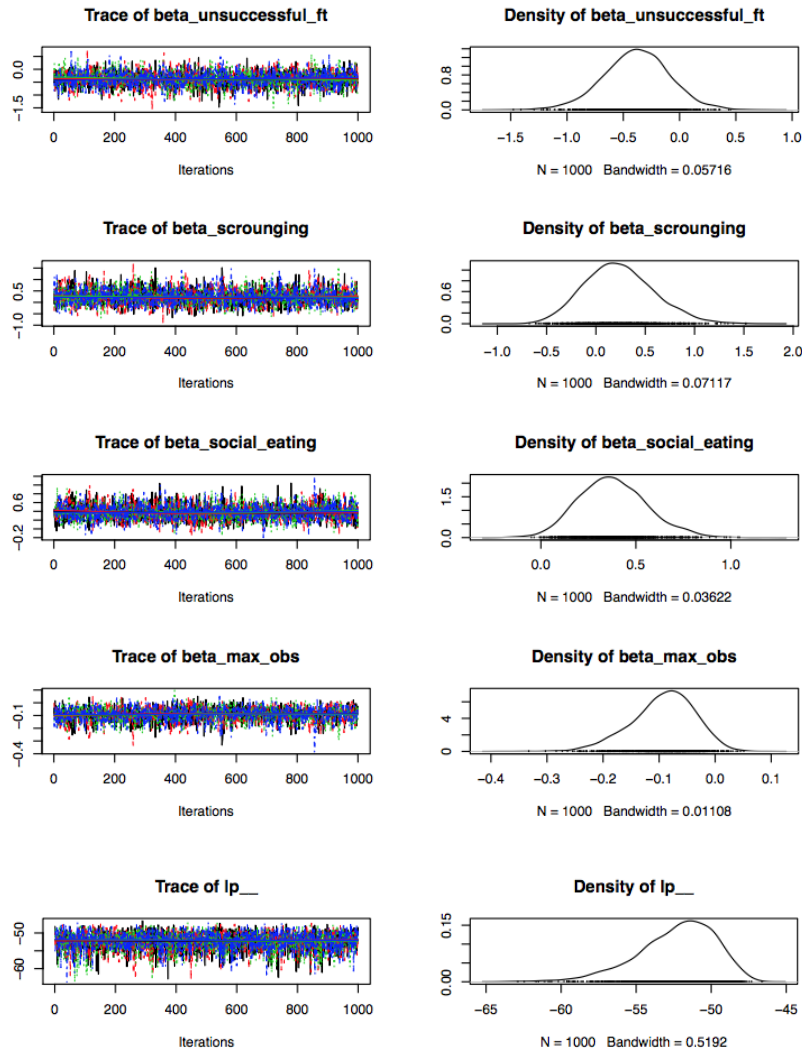 Trace of beta_unsuccessful_ft
0.0
−1.5
0 200 400 600 800 1000
Iterations
Density of beta_unsuccessful_ft
0.8
0.0
−1.5 −1.0 −0.5 0.0 0.5 1.0
N = 1000 Bandwidth = 0.05716
Trace of beta_scrounging
0.5
−1.0
0 200 400 600 800 1000
Iterations
Density of beta_scrounging
0.6
0.0
−1.0 −0.5 0.0 0.5 1.0 1.5 2.0
N = 1000 Bandwidth = 0.07117
Trace of beta_social_eating
0.6
−0.2
0 200 400 600 800 1000
Iterations
Density of beta_social_eating
1.5
0.0
0.0 0.5 1.0
N = 1000 Bandwidth = 0.03622
Trace of beta_max_obs
−0.1
−0.4
0 200 400 600 800 1000
Iterations
Density of beta_max_obs
4
0
−0.4 −0.3 −0.2 −0.1 0.0 0.1
N = 1000 Bandwidth = 0.01108
Trace of lp__
−50
−60
0 200 400 600 800 1000
Iterations
Density of lp__
0.15
0.00
−65 −60 −55 −50 −45
N = 1000 Bandwidth = 0.5192